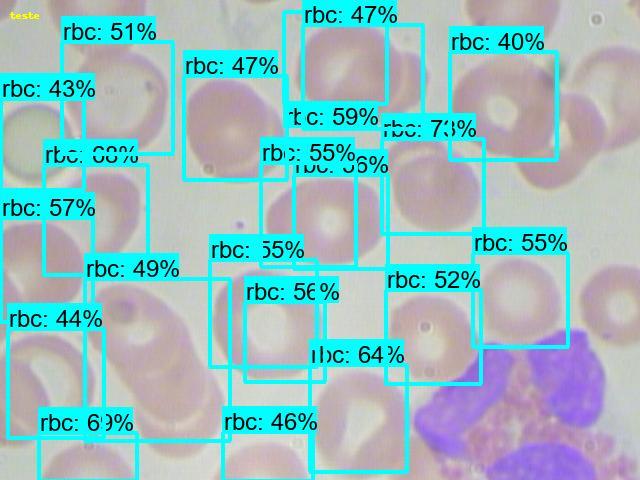 teste
rbc: 47%
rbc: 51%
rbc: 40%
rbc: 47%
rbc: 43%
rbc: 59%
rbc: 73%
rbc: 55%
rbc: 68%
rbc: 57%
rbc: 55%
rbc: 55%
rbc: 49%
rbc: 52%
rbc: 56%
rbc: 44%
rbc: 64%
rbc: 69%
rbc: 46%